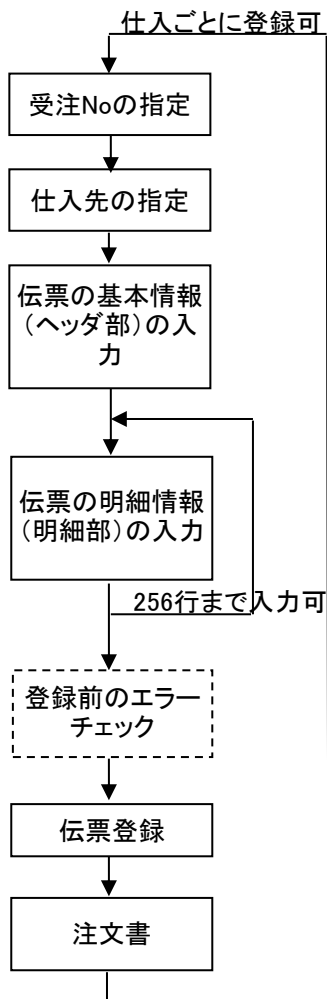 仕入ごとに登録可
受注Noの指定
仕入先の指定
伝票の基本情報
(ヘッダ部)の入
力
伝票の明細情報
(明細部)の入力
256行まで入力可
登録前のエラー
チェック
伝票登録
注文書